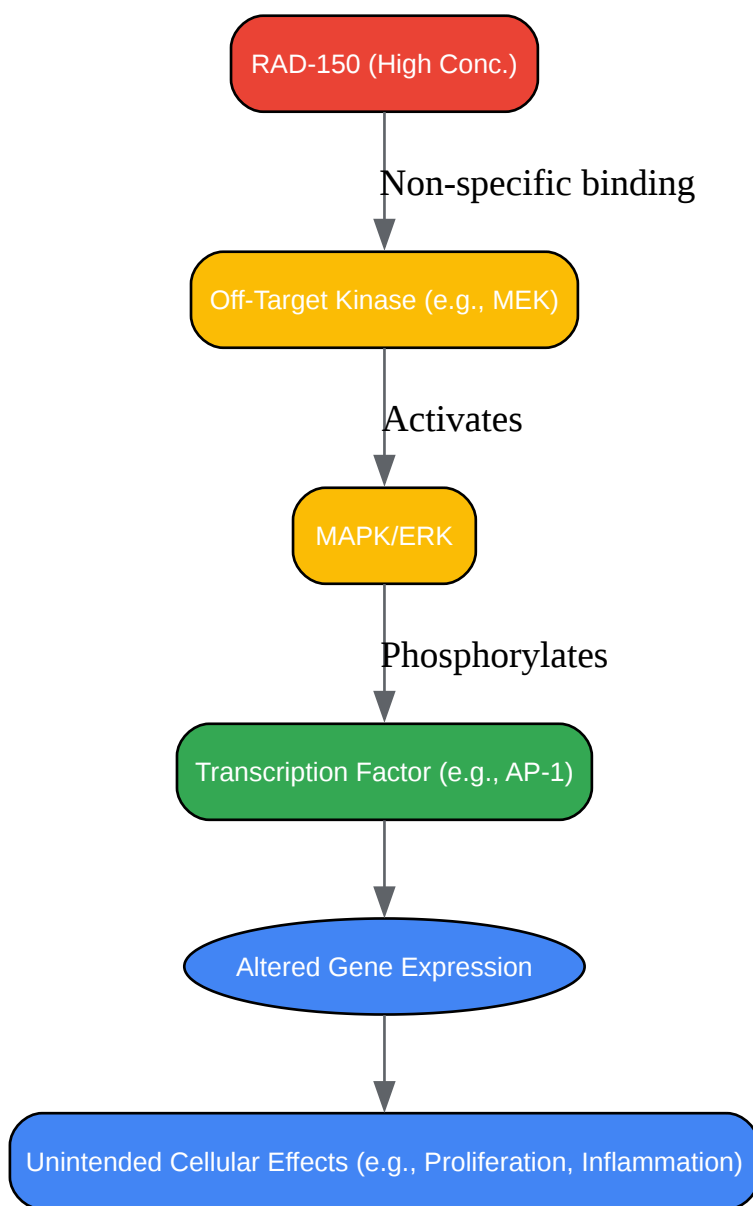 RAD-150 (High Conc.)
Non-specific binding
Off-Target Kinase (e.g., MEK)
Activates
MAPK/ERK
Phosphorylates
Transcription Factor (e.g., AP-1)
Altered Gene Expression
Unintended Cellular Effects (e.g., Proliferation, Inflammation)